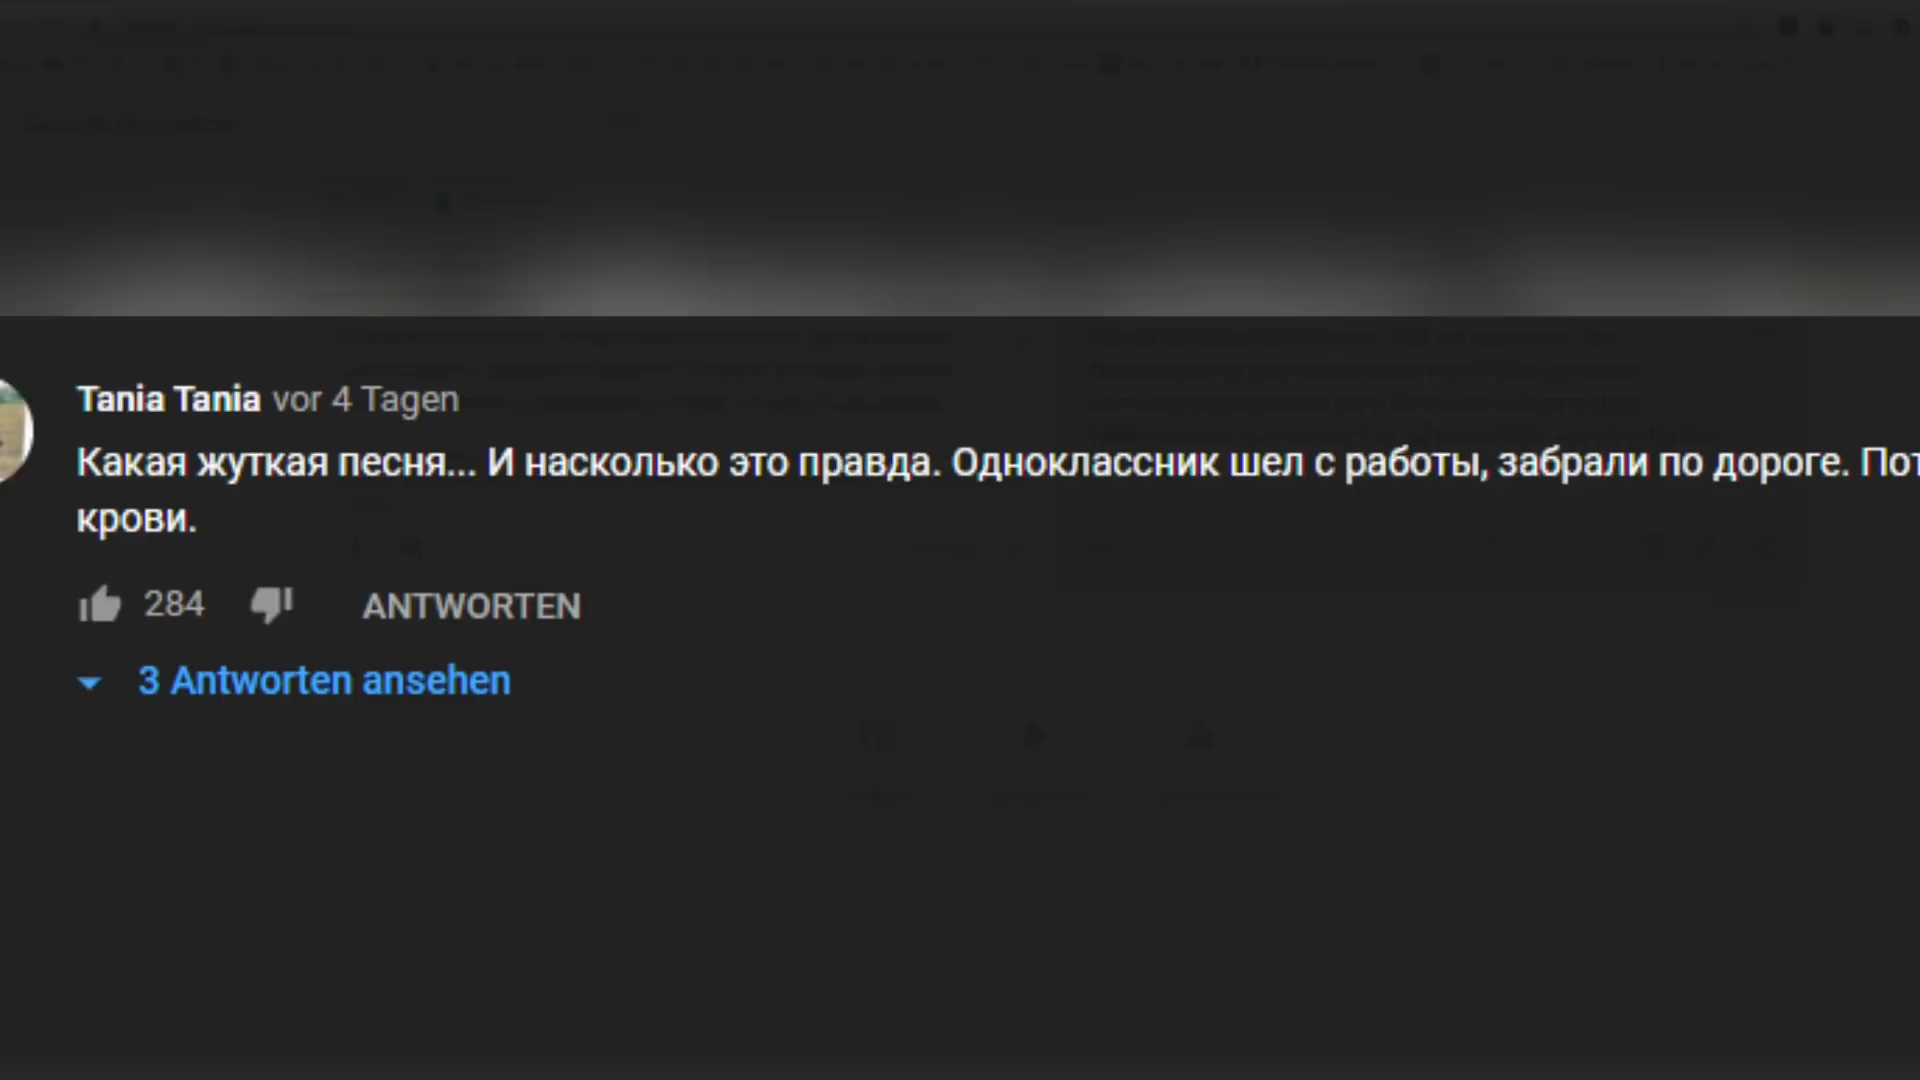 Tania Tania vor 4 Tagen
Какая жуткая песня... И насколько это правда. Одноклассник шел с работы, забрали по дороге.
крови.
284 ANTWORTEN
3 Antworten ansehen